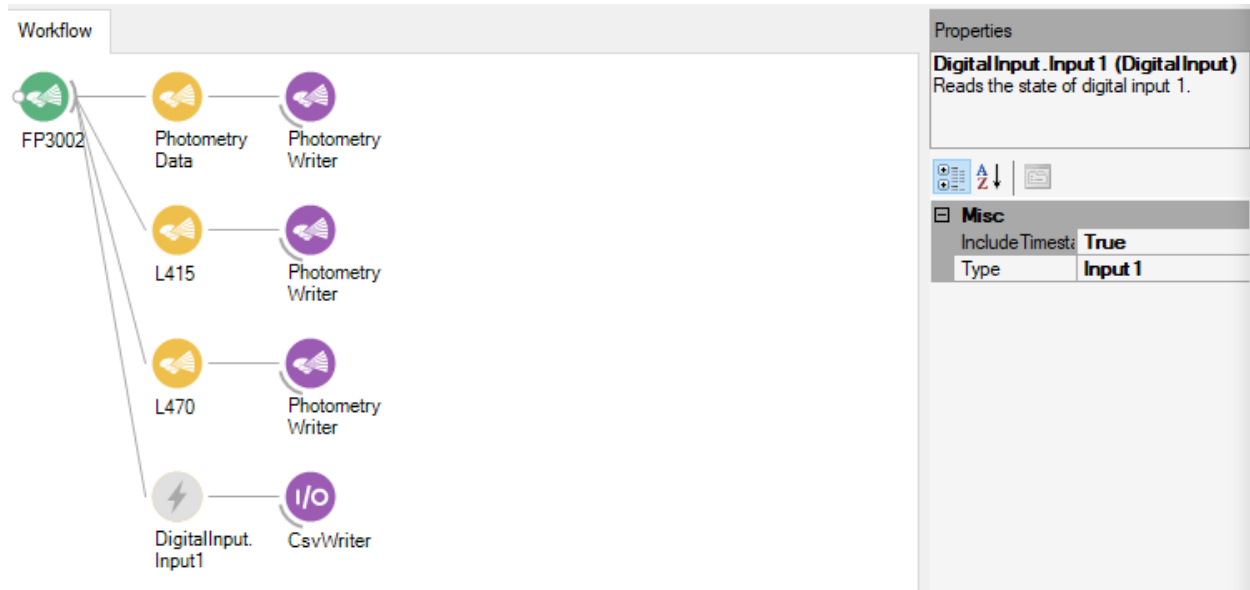 Workflow
FP3002
Photometry
Data
Photometry
Writer
L415
Photometry
Writer
L470
Photometry
Writer
DigitalInput.
Input1
I/O
CsvWriter
Properties
DigitalInput.Input1 (DigitalInput)
Reads the state of digital input 1.
A
Z
Misc
IncludeTimesta True
Type Input1